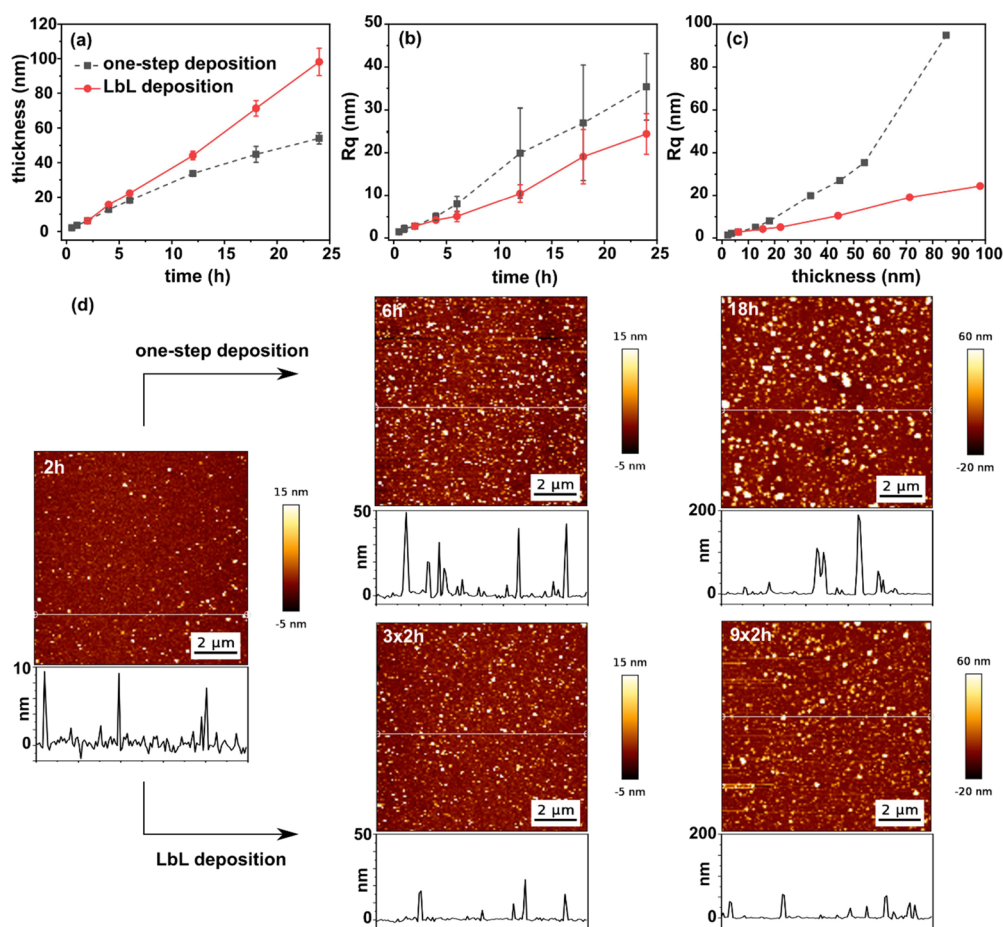 (a)
one-step deposition
LbL deposition
thickness (nm)
120
100
80
60
40
20
0
0 5 10 15 20 25
time (h)
(b)
Rq (nm)
50
40
30
20
10
0
0 5 10 15 20 25
time (h)
(c)
Rq (nm)
100
80
60
40
20
0
0 10 20 30 40 50 60 70 80 90 100
thickness (nm)
(d)
one-step deposition
2h
2 μm
15 nm
-5 nm
10
nm
0
6h
2 μm
15 nm
-5 nm
50
nm
0
18h
2 μm
60 nm
-20 nm
200
nm
0
LbL deposition
3x2h
2 μm
15 nm
-5 nm
50
nm
0
9x2h
2 μm
60 nm
-20 nm
200
nm
0